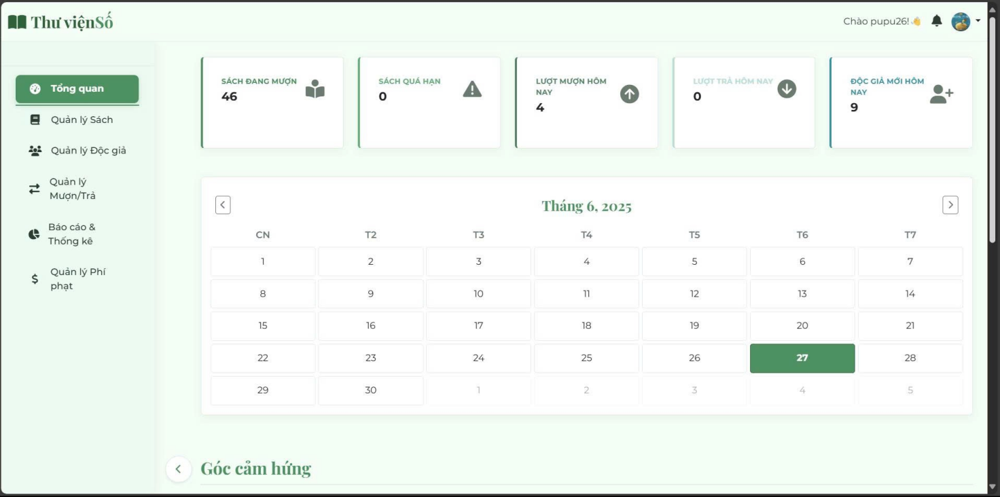 Thư việnSố
Chào pupu26!👋
Tổng quan
Quản lý Sách
Quản lý Độc giả
Quản lý
Mượn/Trả
Báo cáo &
Thống kê
Quản lý Phí
phạt
SÁCH ĐANG MƯỢN
46
SÁCH QUÁ HẠN
0
LƯỢT MƯỢN HÔM
NAY
4
LƯỢT TRẢ HÔM NAY
0
ĐỘC GIẢ MỚI HÔM
NAY
9
Tháng 6, 2025
CN T2 T3 T4 T5 T6 T7
1 2 3 4 5 6 7
8 9 10 11 12 13 14
15 16 17 18 19 20 21
22 23 24 25 26 27 28
29 30 1 2 3 4 5
Góc cảm hứng